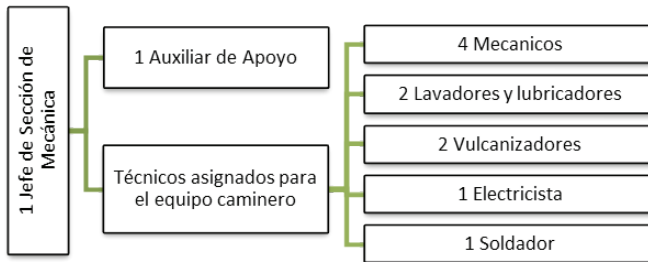 1 Jefe de Sección de
Mecánica
1 Auxiliar de Apoyo
Técnicos asignados para
el equipo caminero
4 Mecanicos
2 Lavadores y lubricadores
2 Vulcanizadores
1 Electricista
1 Soldador